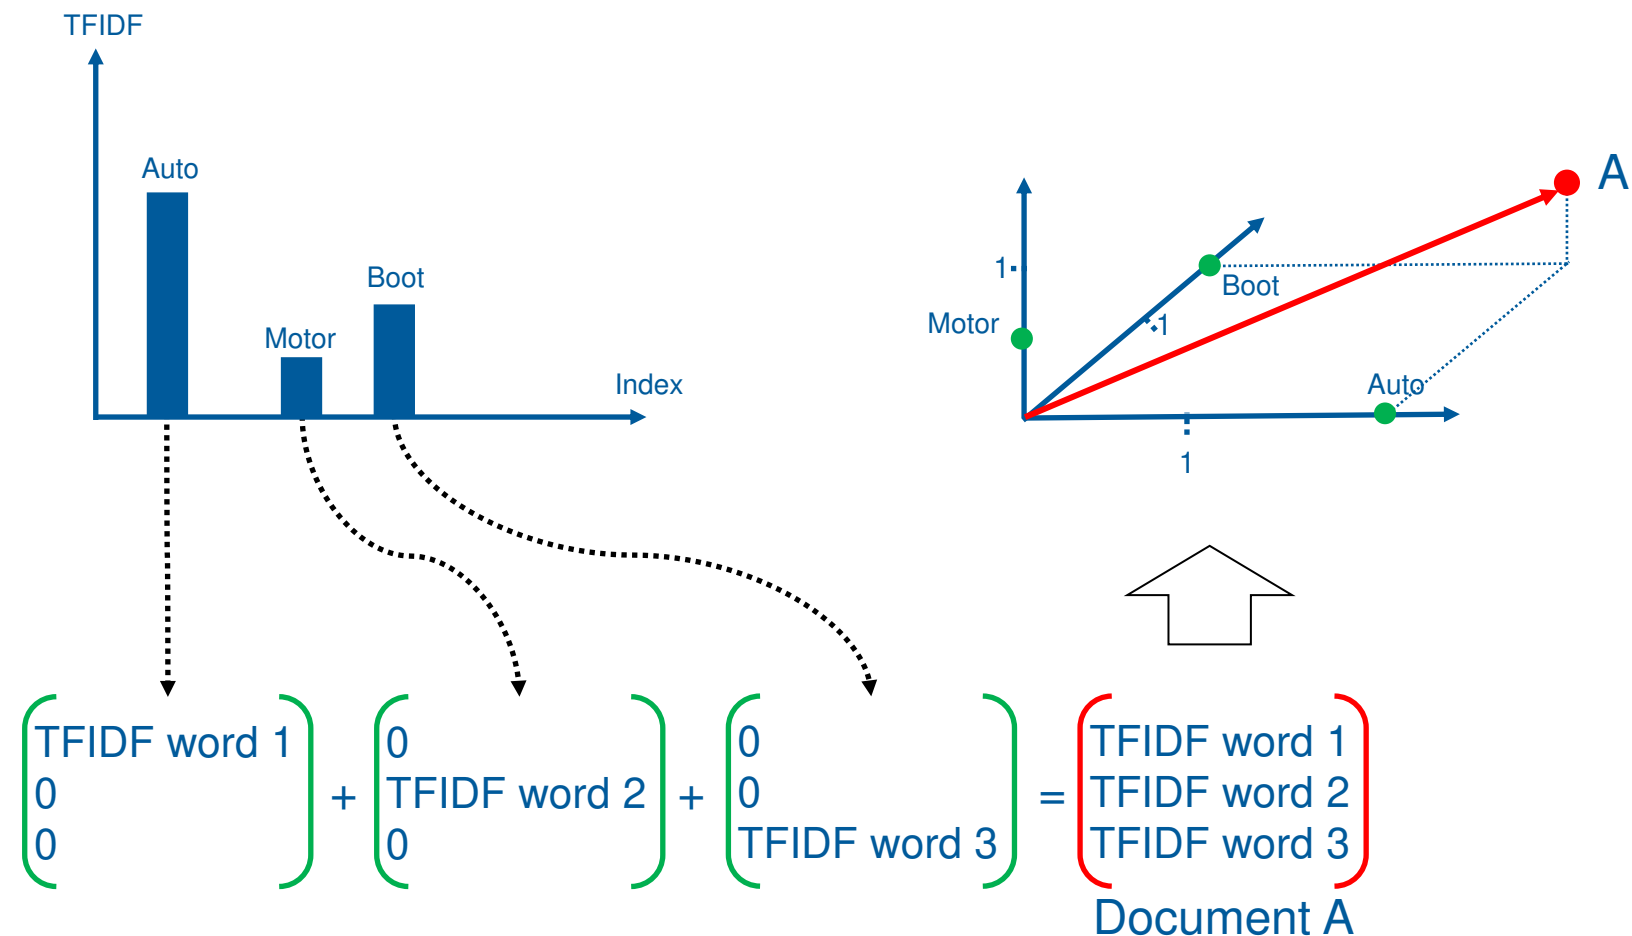 TFIDF
Auto
Motor
Boot
Index
A
1
Motor
Boot
1
Auto
1
TFIDF word 1
0
0
+
0
TFIDF word 2
0
+
0
0
TFIDF word 3
=
TFIDF word 1
TFIDF word 2
TFIDF word 3
Document A